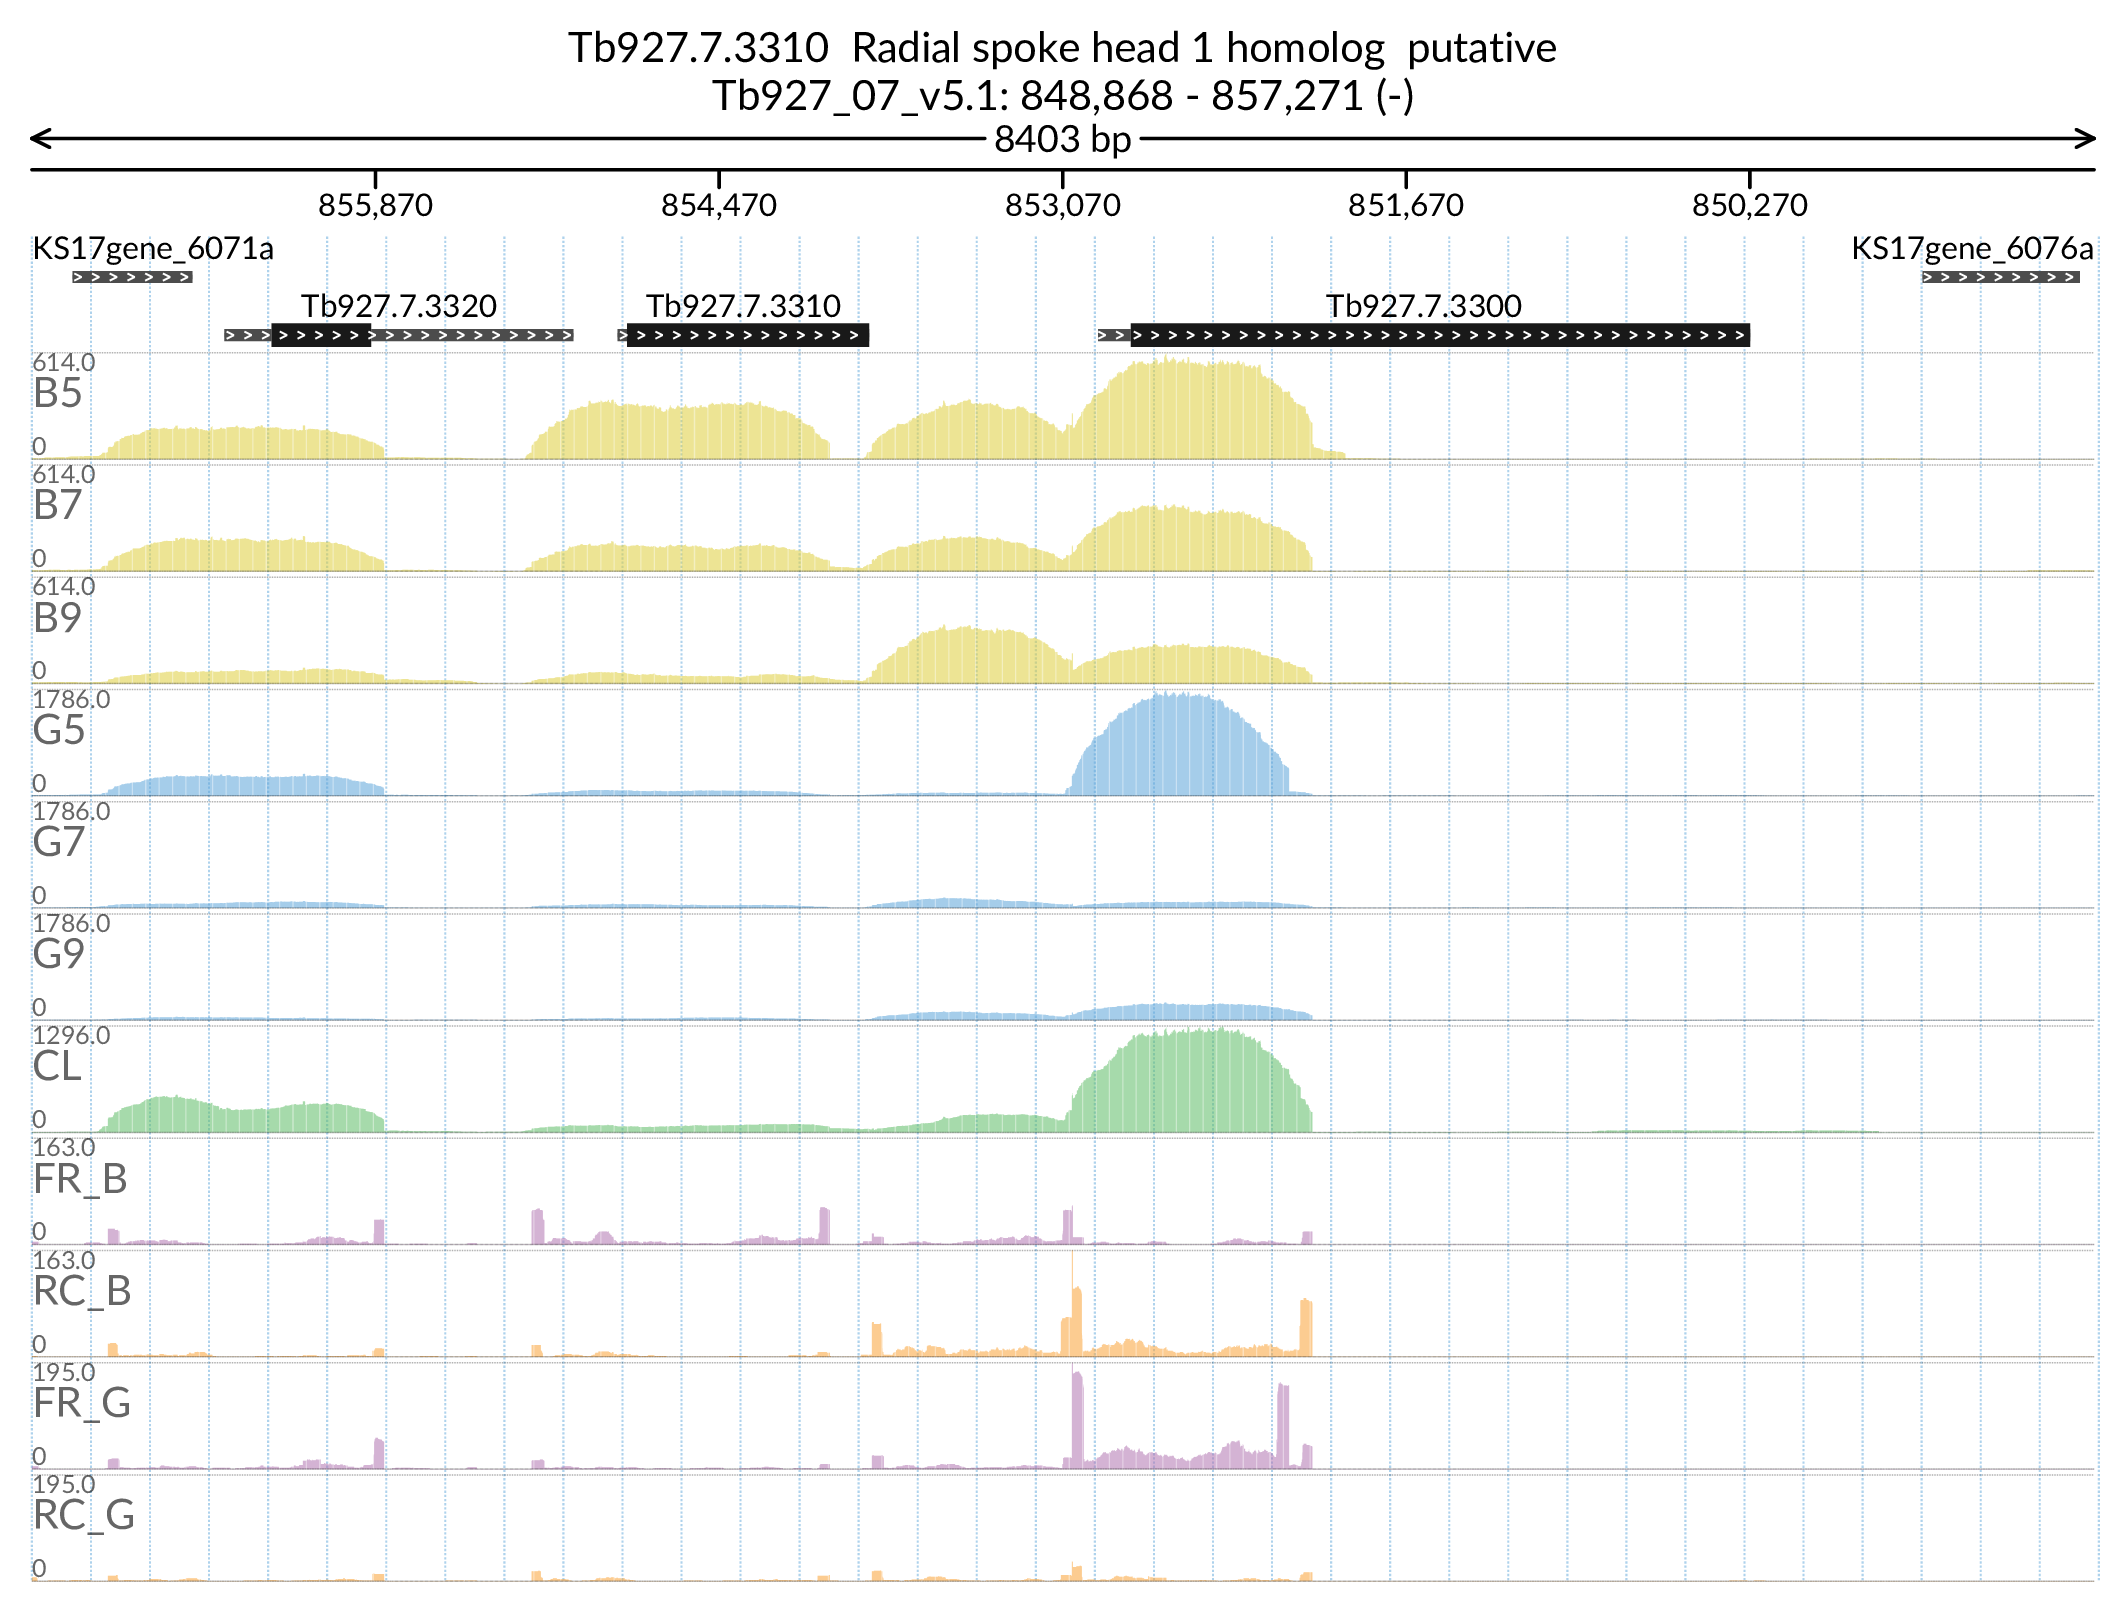 Tb927.7.3310  Radial spoke head 1 homolog  putative
Tb927_07_v5.1: 848,868 - 857,271 (-)
8403 bp
855,870 854,470 853,070 851,670 850,270
KS17gene_6071a KS17gene_6076a
Tb927.7.3320 Tb927.7.3310 Tb927.7.3300
614.0
B5
0
614.0
B7
0
614.0
B9
0
1786.0
G5
0
1786.0
G7
0
1786.0
G9
0
1296.0
CL
0
163.0
FR_B
0
163.0
RC_B
0
195.0
FR_G
0
195.0
RC_G
0